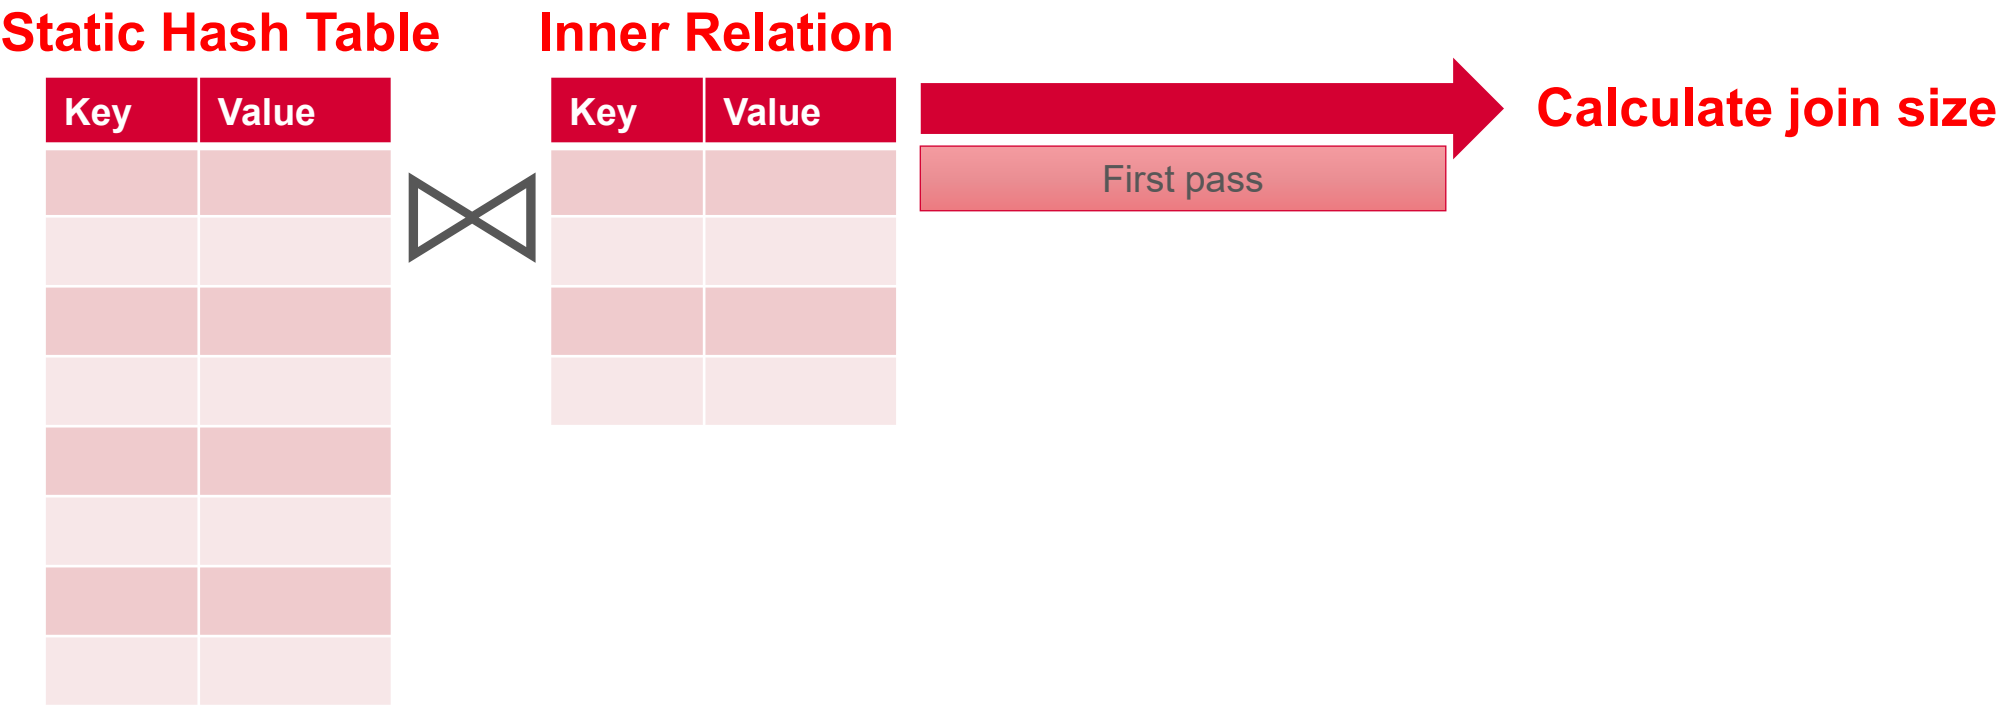 Static Hash Table
Inner Relation
Key Value
Key Value
Calculate join size
First pass